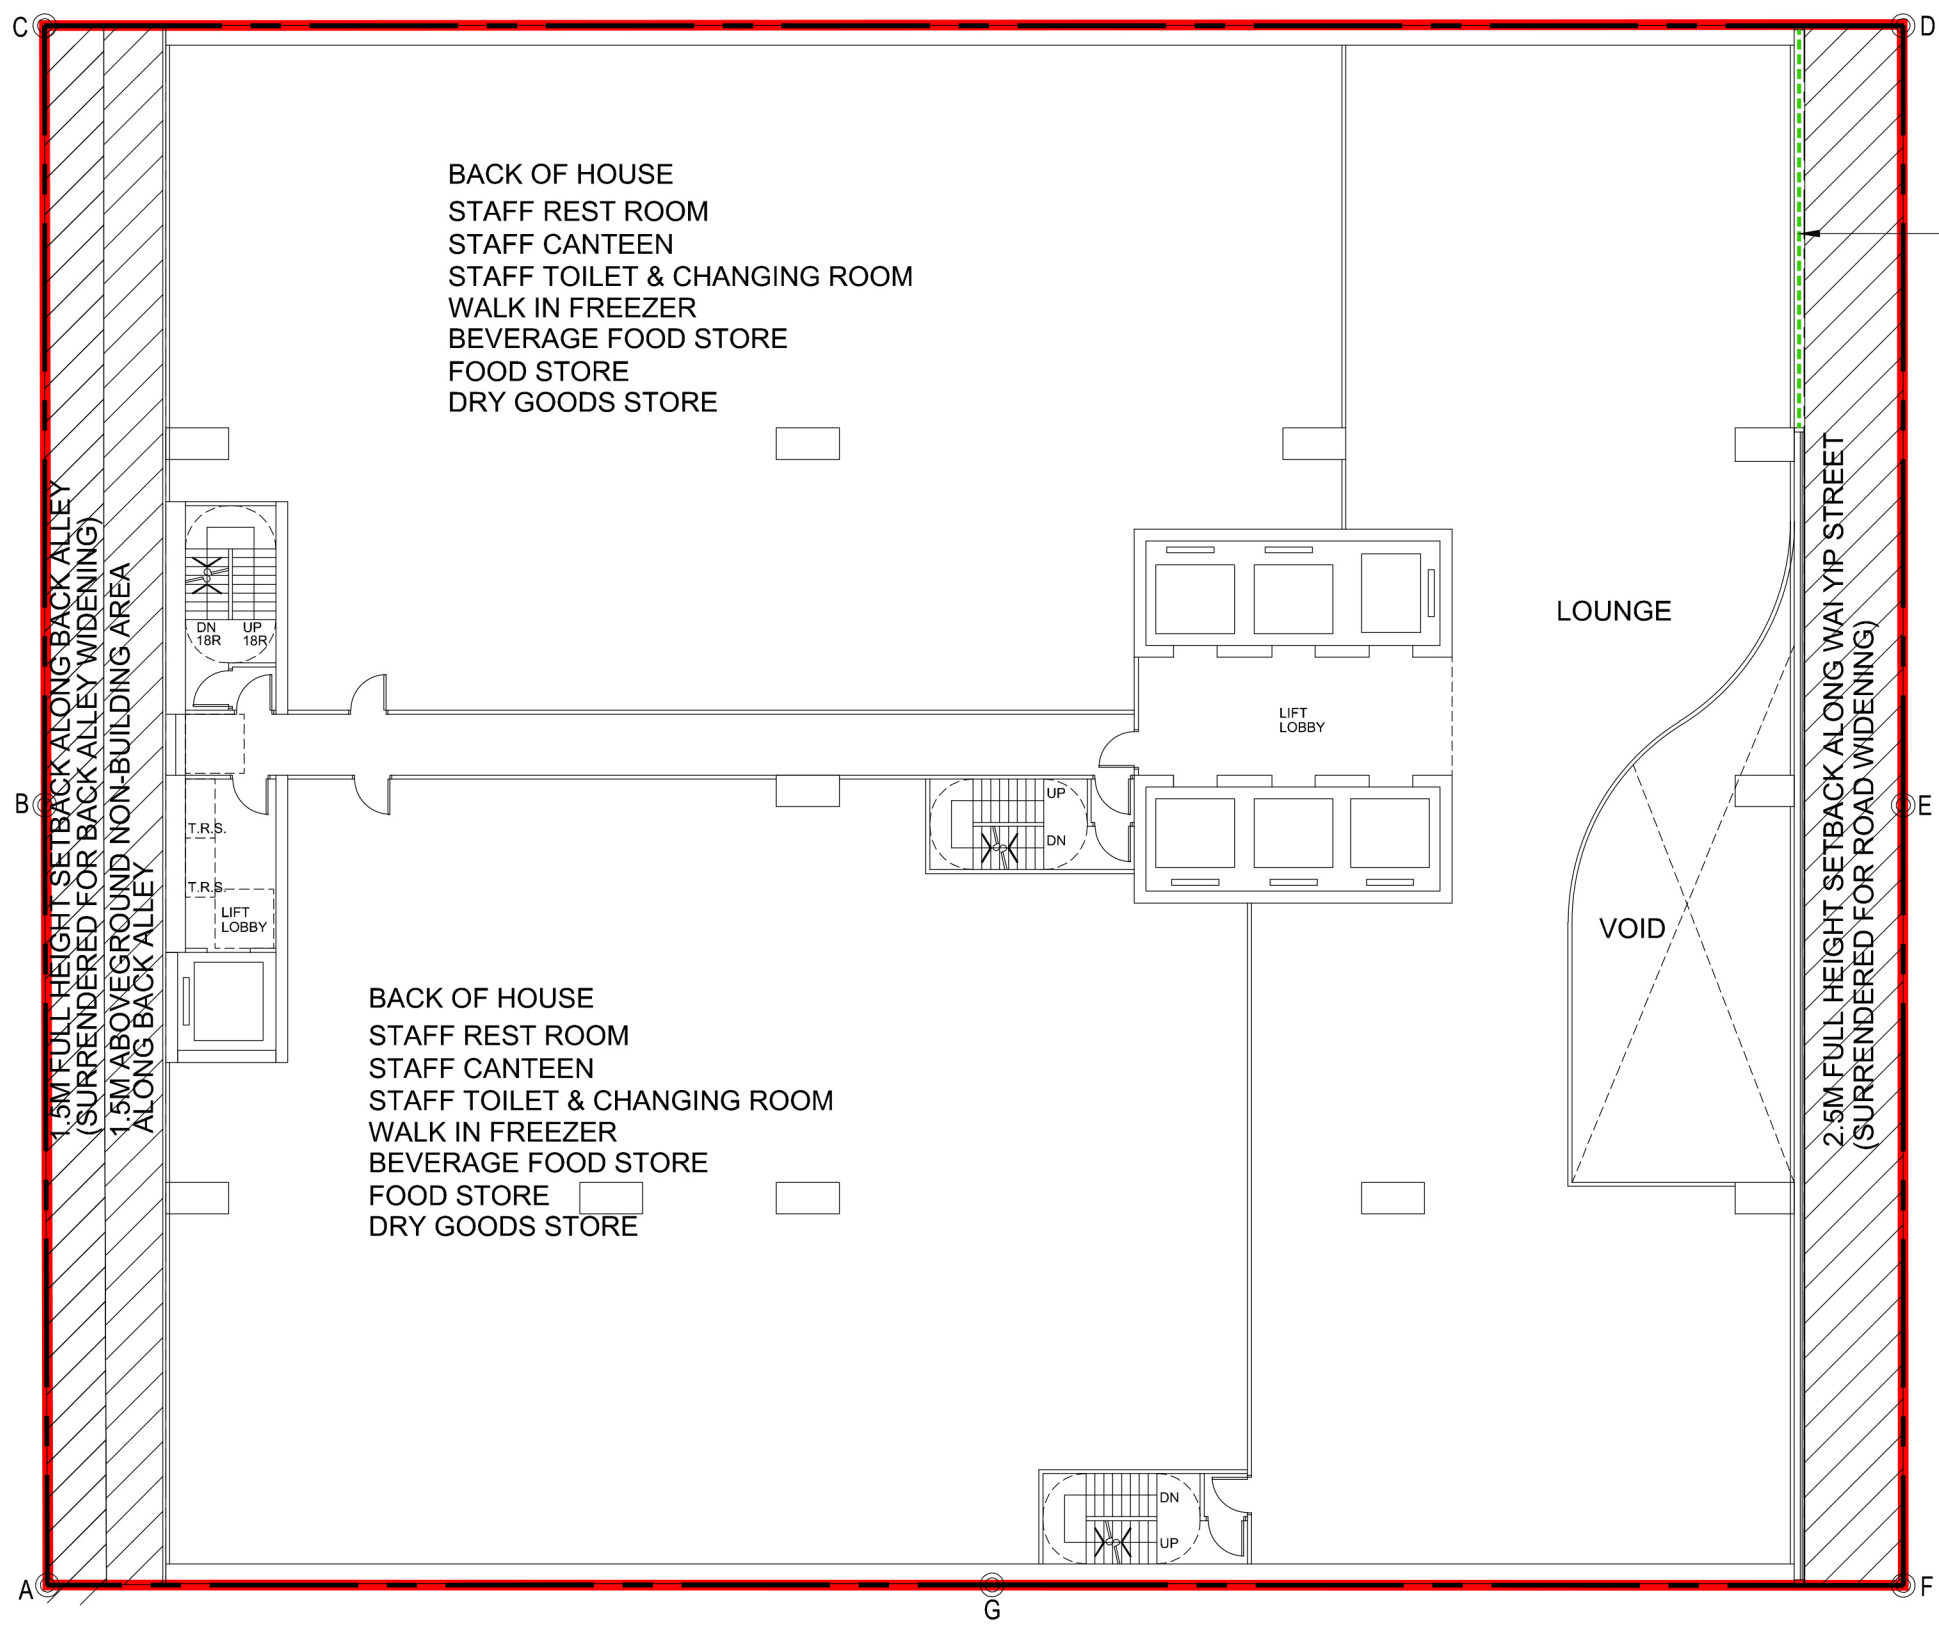 C
D
BACK OF HOUSE
STAFF REST ROOM
STAFF CANTEEN
STAFF TOILET & CHANGING ROOM
WALK IN FREEZER
BEVERAGE FOOD STORE
FOOD STORE
DRY GOODS STORE
1.5M FULL HEIGHT SETBACK ALONG BACK ALLEY
(SURRENDERED FOR BACK ALLEY WIDENING)
1.5M ABOVEGROUND NON-BUILDING AREA
ALONG BACK ALLEY
DN
18R
UP
18R
LOUNGE
LIFT
LOBBY
2.5M FULL HEIGHT SETBACK ALONG WAI YIP STREET
(SURRENDERED FOR ROAD WIDENING)
B
E
UP
DN
T.R.S.
T.R.S.
LIFT
LOBBY
VOID
BACK OF HOUSE
STAFF REST ROOM
STAFF CANTEEN
STAFF TOILET & CHANGING ROOM
WALK IN FREEZER
BEVERAGE FOOD STORE
FOOD STORE
DRY GOODS STORE
DN
UP
A
G
F